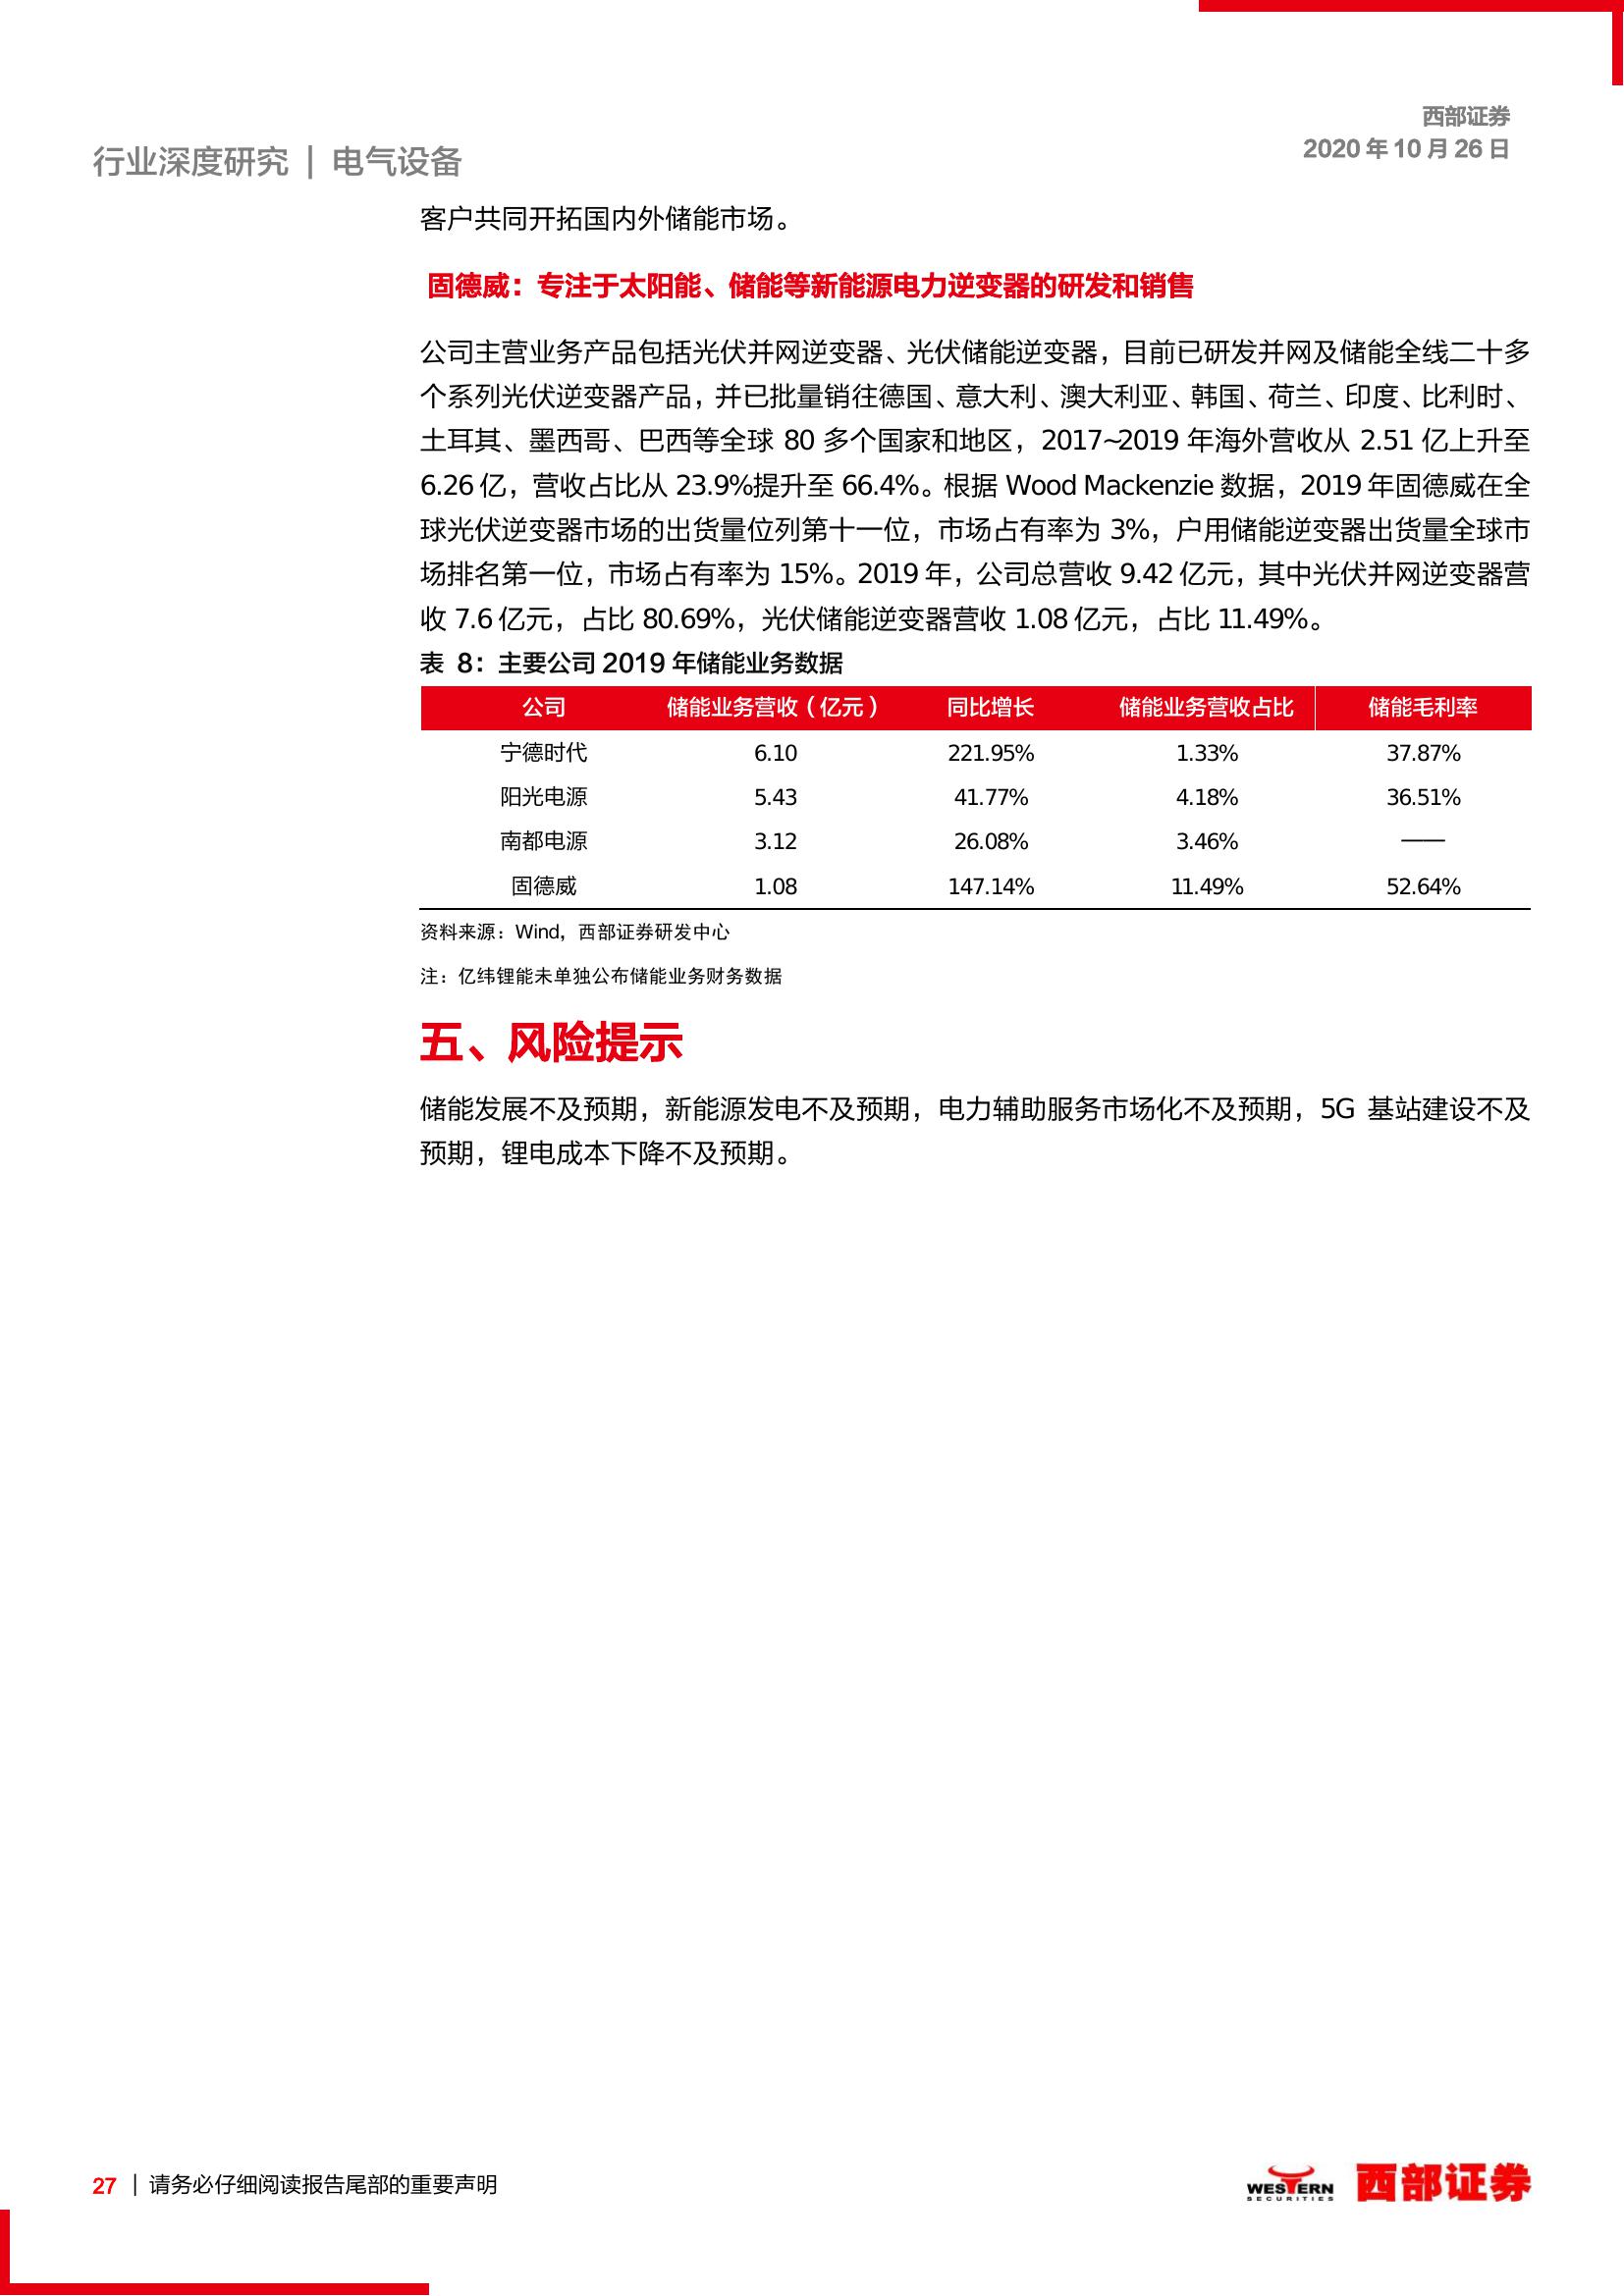 西部证券
2020 年 10 月 26 日
行业深度研究 | 电气设备
客户共同开拓国内外储能市场。
固德威：专注于太阳能、储能等新能源电力逆变器的研发和销售
公司主营业务产品包括光伏并网逆变器、光伏储能逆变器，目前已研发并网及储能全线二十多
个系列光伏逆变器产品，并已批量销往德国、意大利、澳大利亚、韩国、荷兰、印度、比利时、
土耳其、墨西哥、巴西等全球 80 多个国家和地区，2017~2019 年海外营收从 2.51 亿上升至
6.26 亿，营收占比从 23.9%提升至 66.4%。根据 Wood Mackenzie 数据，2019 年固德威在全
球光伏逆变器市场的出货量位列第十一位，市场占有率为 3%，户用储能逆变器出货量全球市
场排名第一位，市场占有率为 15%。2019 年，公司总营收 9.42 亿元，其中光伏并网逆变器营
收 7.6 亿元，占比 80.69%，光伏储能逆变器营收 1.08 亿元，占比 11.49%。
表 8：主要公司 2019 年储能业务数据
公司 储能业务营收（亿元） 同比增长 储能业务营收占比 储能毛利率
宁德时代 6.10 221.95% 1.33% 37.87%
阳光电源 5.43 41.77% 4.18% 36.51%
南都电源 3.12 26.08% 3.46% ——
固德威 1.08 147.14% 11.49% 52.64%
资料来源：Wind，西部证券研发中心
注：亿纬锂能未单独公布储能业务财务数据
五、风险提示
储能发展不及预期，新能源发电不及预期，电力辅助服务市场化不及预期，5G 基站建设不及
预期，锂电成本下降不及预期。
27 | 请务必仔细阅读报告尾部的重要声明
WESTERN
SECURITIES
西部证券